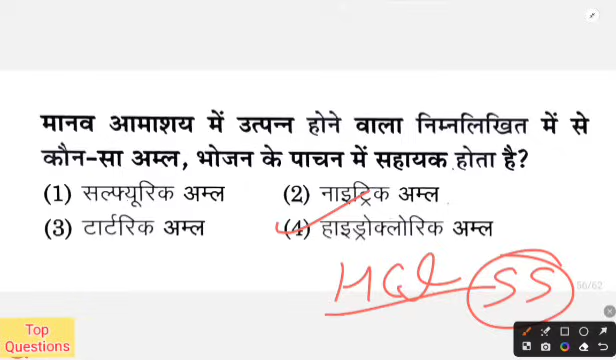 मानव आमाशय में उत्पन्न होने वाला निम्नलिखित में से
कौन-सा अम्ल, भोजन के पाचन में सहायक होता है?
(1) सल्फ्यूरिक अम्ल (2) नाइट्रिक अम्ल
(3) टार्टरिक अम्ल (4) हाइड्रोक्लोरिक अम्ल
HCl SS
56/62
Top
Questions